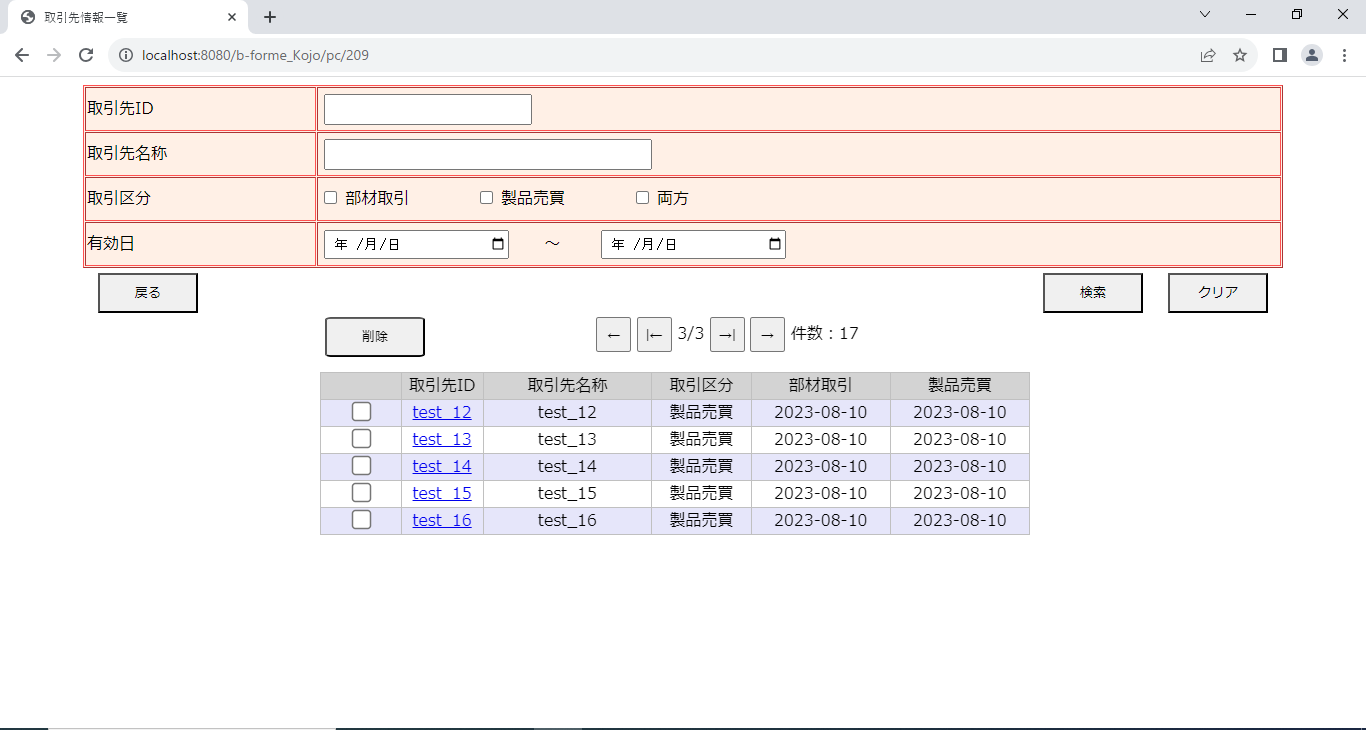 取引先情報一覧
localhost:8080/b-forme_Kojo/pc/209
取引先ID
取引先名称
取引区分 部材取引 製品売買 両方
有効日 年 /月/日 ～ 年 /月/日
戻る 検索 クリア
削除 ← |← 3/3 →| → 件数：17
取引先ID 取引先名称 取引区分 部材取引 製品売買
test_12 test_12 製品売買 2023-08-10 2023-08-10
test_13 test_13 製品売買 2023-08-10 2023-08-10
test_14 test_14 製品売買 2023-08-10 2023-08-10
test_15 test_15 製品売買 2023-08-10 2023-08-10
test_16 test_16 製品売買 2023-08-10 2023-08-10